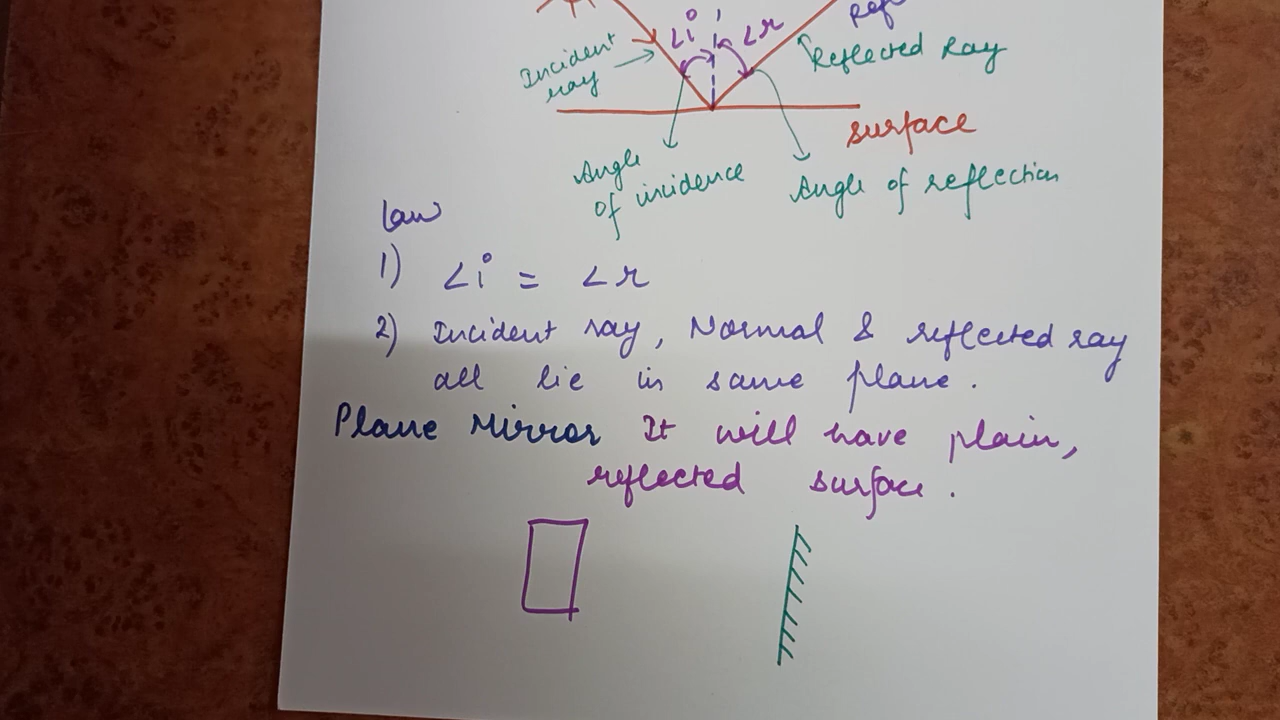 ∠i ∠r
Incident ray
Reflected Ray
surface
Angle of incidence
Angle of reflection
law
1) ∠i = ∠r
2) Incident ray, Normal & reflected ray
all lie in same plane.
Plane Mirror It will have plain,
reflected surface.